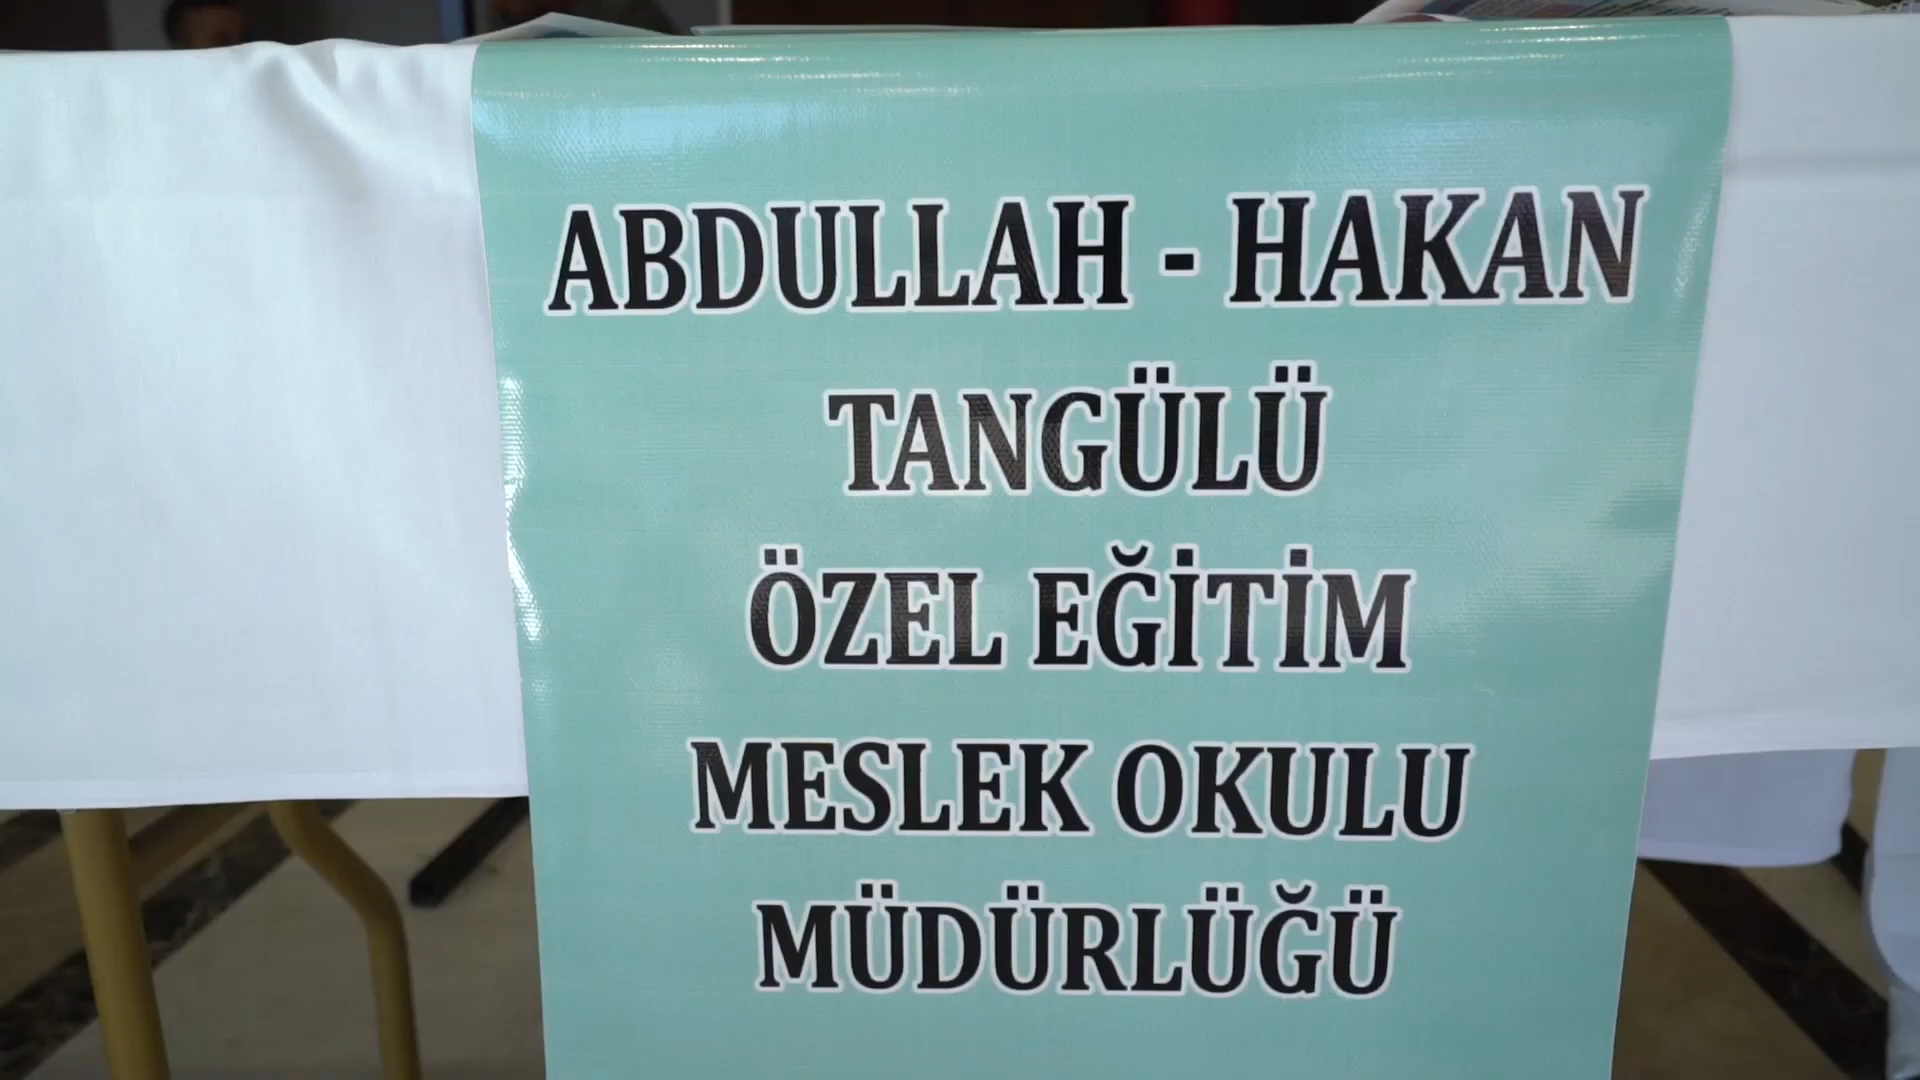 ABDULLAH - HAKAN
TANGÜLÜ
ÖZEL EĞİTİM
MESLEK OKULU
MÜDÜRLÜĞÜ